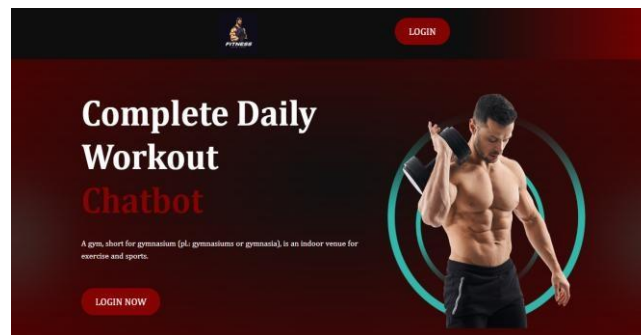 FITNESS
LOGIN
Complete Daily
Workout
Chatbot
A gym, short for gymnasium (pl.: gymnasiums or gymnasia), is an indoor venue for
exercise and sports.
LOGIN NOW